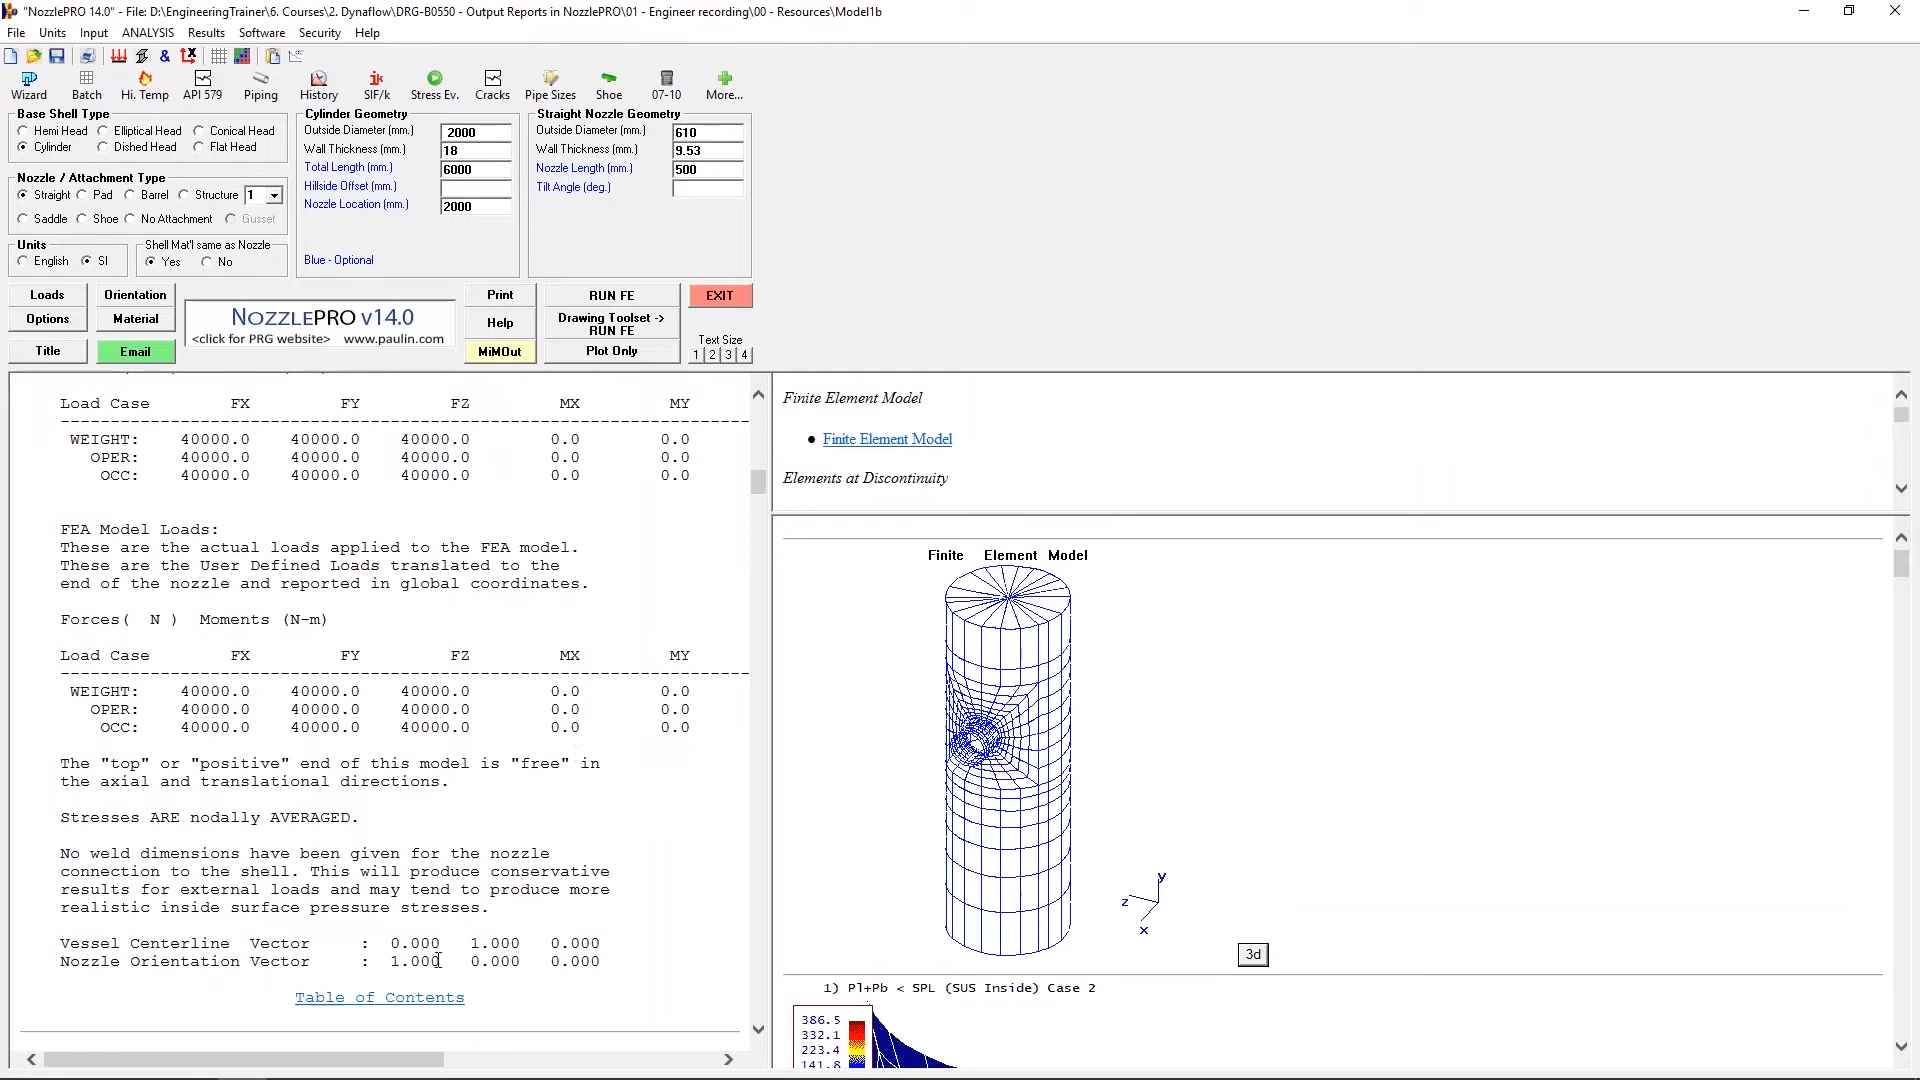 "NozzlePRO 14.0" - File: D:\EngineeringTrainer\6. Courses\2. Dynaflow\DRG-B0550 - Output Reports in NozzlePRO\01 - Engineer recording\00 - Resources\Model1b
File Units Input ANALYSIS Results Software Security Help
Wizard Batch Hi. Temp API 579 Piping History SIF/k Stress Ev. Cracks Pipe Sizes Shoe 07-10 More...
Base Shell Type
Hemi Head Elliptical Head Conical Head
Cylinder Dished Head Flat Head
Nozzle / Attachment Type
Straight Pad Barrel Structure 1
Saddle Shoe No Attachment Gusset
Units
English SI
Shell Mat'l same as Nozzle
Yes No
Cylinder Geometry
Outside Diameter (mm.) 2000
Wall Thickness (mm.) 18
Total Length (mm.) 6000
Hillside Offset (mm.)
Nozzle Location (mm.) 2000
Blue - Optional
Straight Nozzle Geometry
Outside Diameter (mm.) 610
Wall Thickness (mm.) 9.53
Nozzle Length (mm.) 500
Tilt Angle (deg.)
Loads Orientation
Options Material
Title Email
NOZZLEPRO v14.0
<click for PRG website> www.paulin.com
Print
Help
MiMOut
RUN FE
Drawing Toolset ->
RUN FE
Plot Only
EXIT
Text Size
1 2 3 4
Load Case FX FY FZ MX MY
WEIGHT: 40000.0 40000.0 40000.0 0.0 0.0
OPER: 40000.0 40000.0 40000.0 0.0 0.0
OCC: 40000.0 40000.0 40000.0 0.0 0.0
FEA Model Loads:
These are the actual loads applied to the FEA model.
These are the User Defined Loads translated to the
end of the nozzle and reported in global coordinates.
Forces( N ) Moments (N-m)
Load Case FX FY FZ MX MY
WEIGHT: 40000.0 40000.0 40000.0 0.0 0.0
OPER: 40000.0 40000.0 40000.0 0.0 0.0
OCC: 40000.0 40000.0 40000.0 0.0 0.0
The "top" or "positive" end of this model is "free" in
the axial and translational directions.
Stresses ARE nodally AVERAGED.
No weld dimensions have been given for the nozzle
connection to the shell. This will produce conservative
results for external loads and may tend to produce more
realistic inside surface pressure stresses.
Vessel Centerline Vector : 0.000 1.000 0.000
Nozzle Orientation Vector : 1.000 0.000 0.000
Table of Contents
Finite Element Model
Finite Element Model
Elements at Discontinuity
Finite Element Model
y
z
x
3d
1) Pl+Pb < SPL (SUS Inside) Case 2
386.5
332.1
223.4
141.8